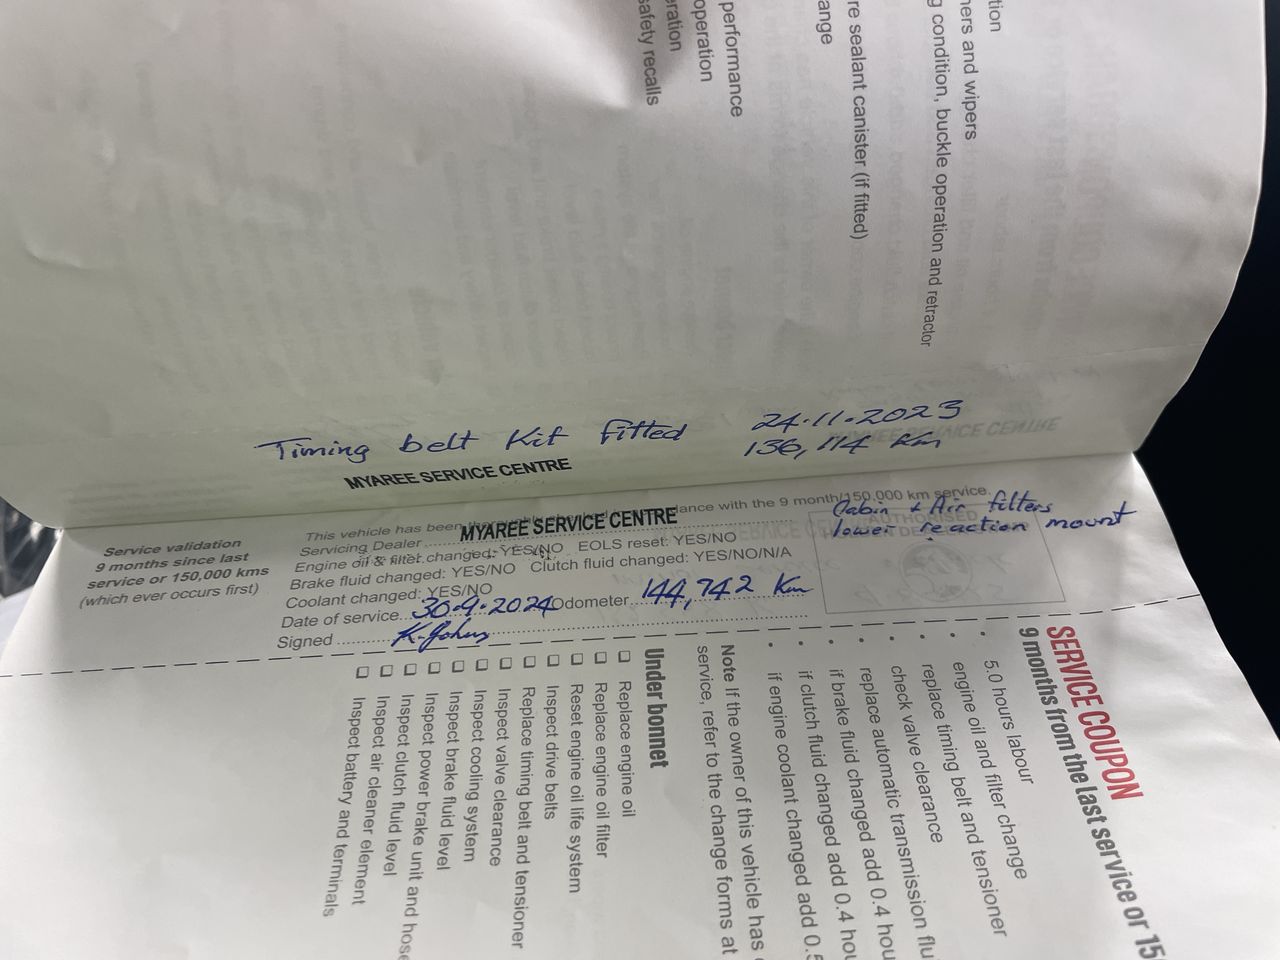 tion
ners and wipers
g condition, buckle operation and retractor
re sealant canister (if fitted)
ange
performance
operation
eration
safety recalls
Timing belt Kit Fitted 24.11.2023
136,114 Km
MYAREE SERVICE CENTRE
Service validation
9 months since last
service or 150,000 kms
(which ever occurs first)
This vehicle has been thoroughly checked in accordance with the 9 month/150,000 km service.
Servicing Dealer MYAREE SERVICE CENTRE
Engine oil & filter changed: YES/NO EOLS reset: YES/NO
Brake fluid changed: YES/NO Clutch fluid changed: YES/NO/N/A
Coolant changed: YES/NO
Date of service 30.9.2024 Odometer 144,742 Km
Signed K. Johns
Cabin & Air filters
lower reaction mount
AUTHORISED
SERVICE COUPON
9 months from the last service or 15
• 5.0 hours labour
• engine oil and filter change
• replace timing belt and tensioner
• check valve clearance
• replace automatic transmission flu
• if brake fluid changed add 0.4 hou
• if clutch fluid changed add 0.4 hou
• if engine coolant changed add 0.5
Note If the owner of this vehicle has
service, refer to the change forms at
Under bonnet
❑ Replace engine oil
❑ Replace engine oil filter
❑ Reset engine oil life system
❑ Inspect drive belts
❑ Replace timing belt and tensioner
❑ Inspect valve clearance
❑ Inspect cooling system
❑ Inspect brake fluid level
❑ Inspect power brake unit and hose
❑ Inspect clutch fluid level
❑ Inspect air cleaner element
❑ Inspect battery and terminals